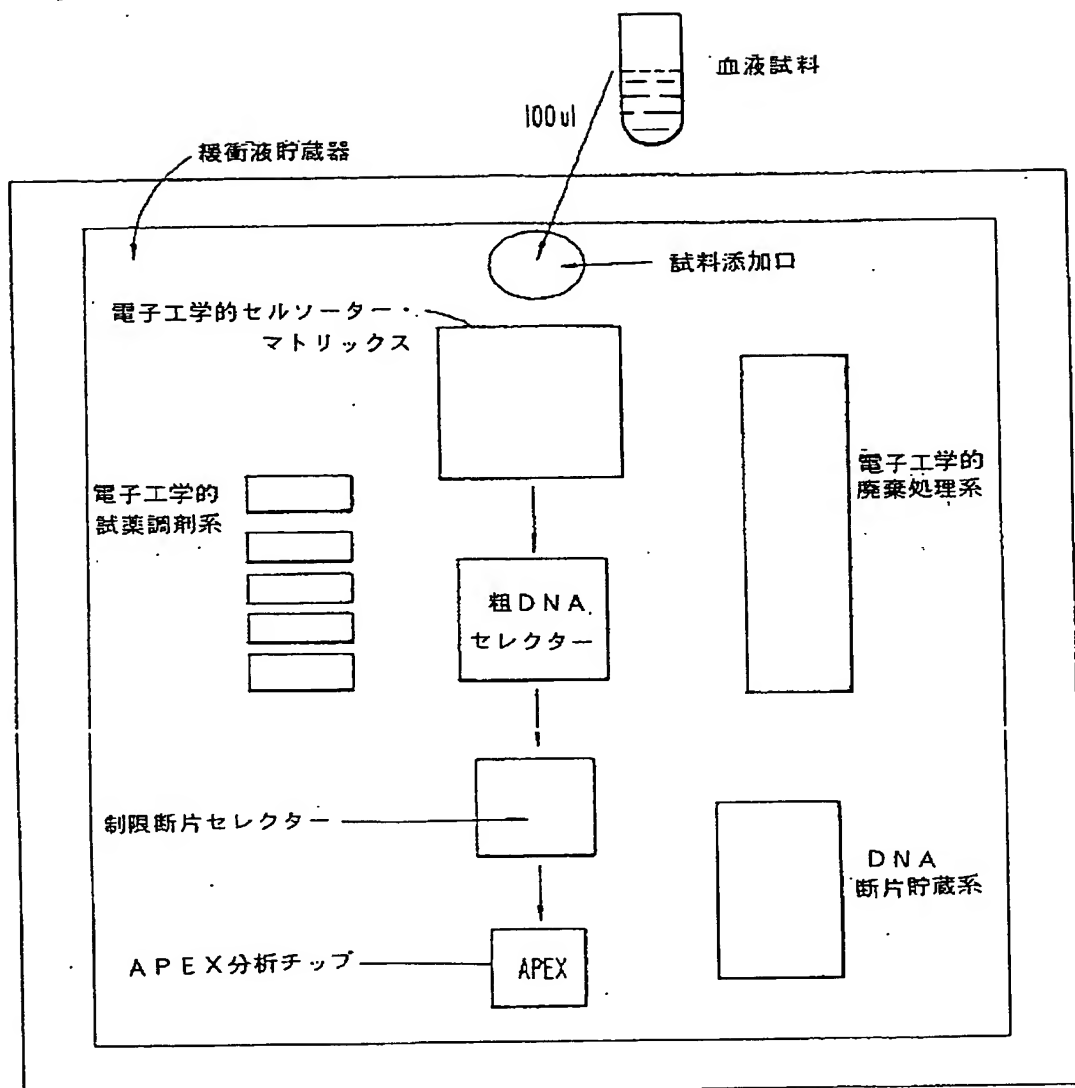 血液試料
100ul
緩衝液貯蔵器
試料添加口
電子工学的セルソーター・
マトリックス
電子工学的
試薬調剤系
電子工学的
廃棄処理系
粗DNA
セレクター
制限断片セレクター
DNA
断片貯蔵系
APEX分析チップ
APEX